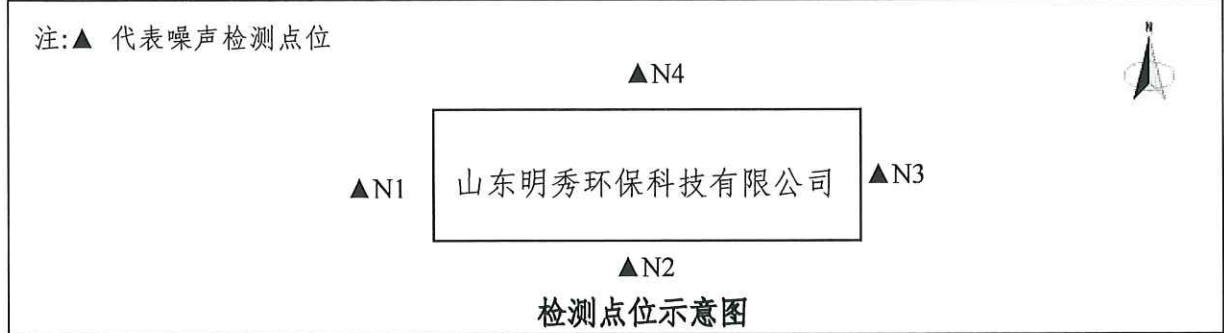 注:▲ 代表噪声检测点位
N
▲N4
▲N1
山东明秀环保科技有限公司
▲N3
▲N2
检测点位示意图